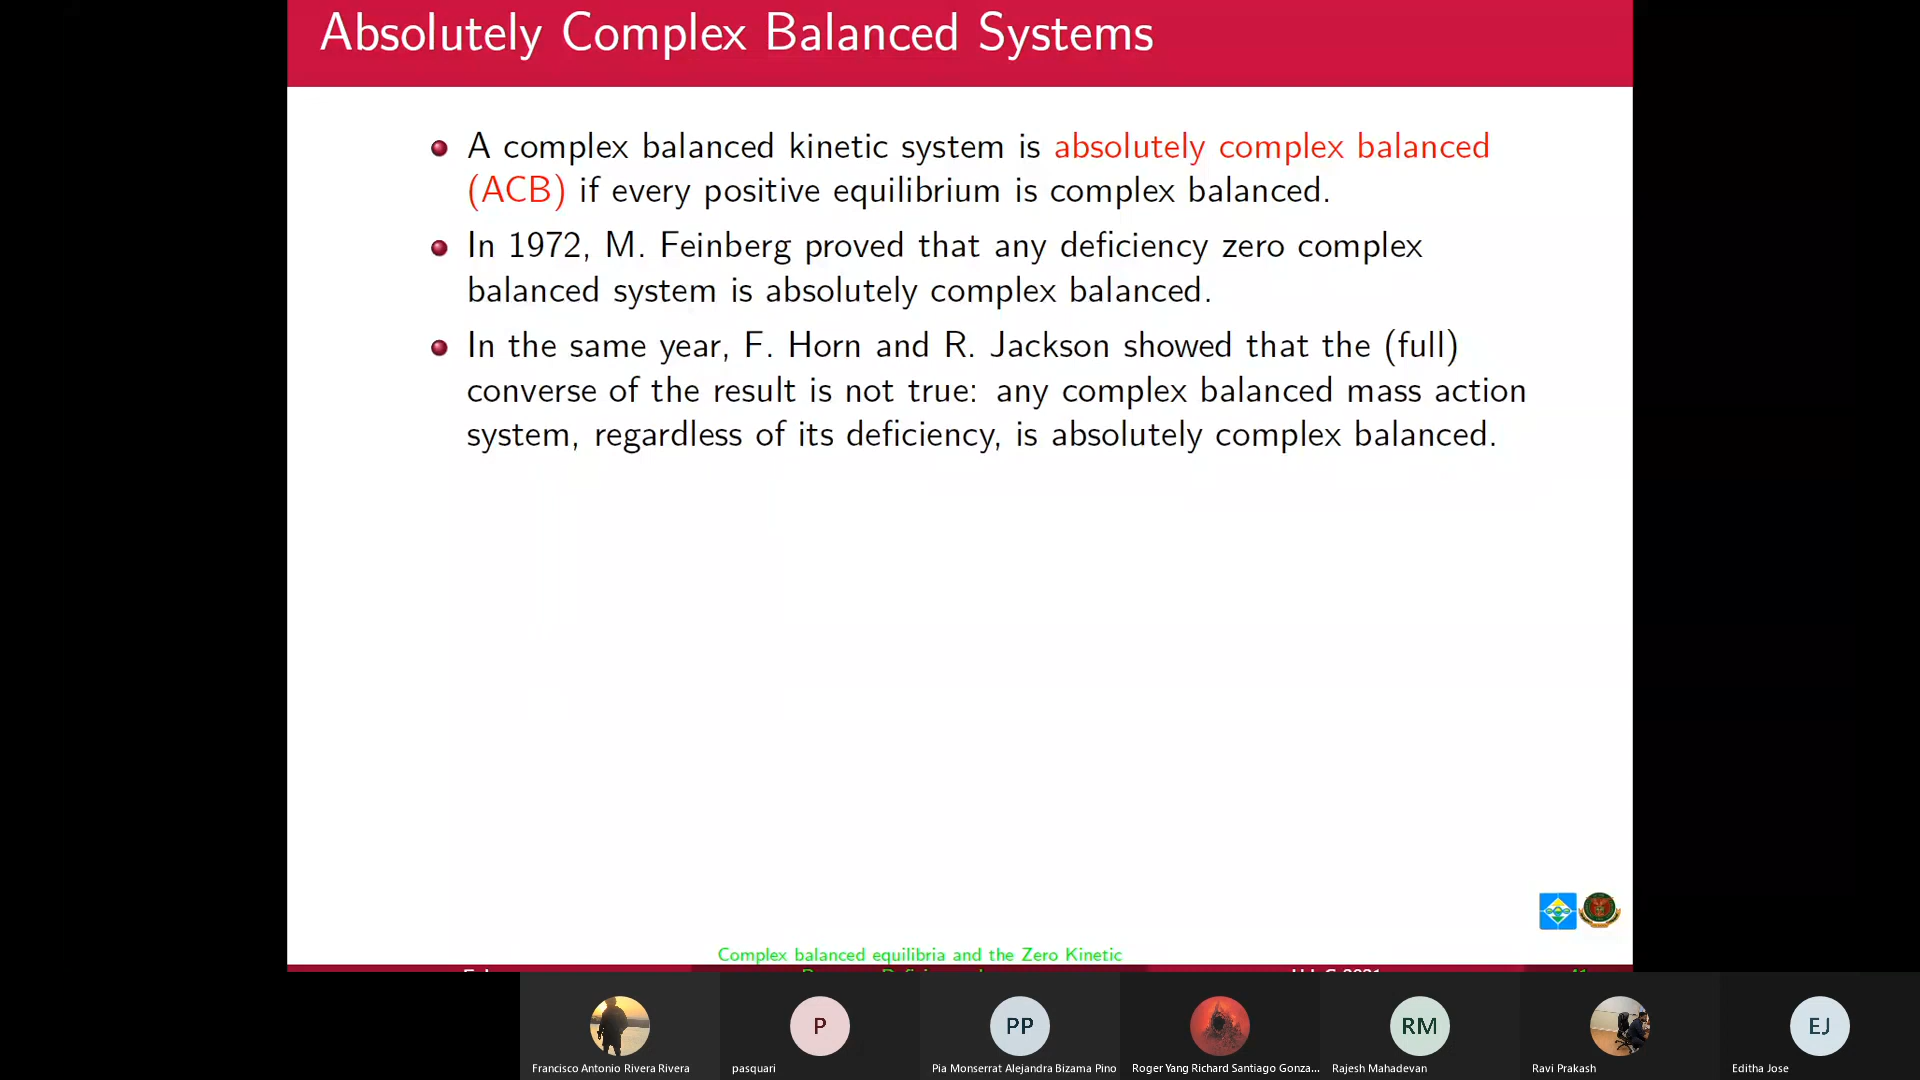 Absolutely Complex Balanced Systems
A complex balanced kinetic system is absolutely complex balanced
(ACB) if every positive equilibrium is complex balanced.
In 1972, M. Feinberg proved that any deficiency zero complex
balanced system is absolutely complex balanced.
In the same year, F. Horn and R. Jackson showed that the (full)
converse of the result is not true: any complex balanced mass action
system, regardless of its deficiency, is absolutely complex balanced.
Complex balanced equilibria and the Zero Kinetic
P
PP
RM
EJ
Francisco Antonio Rivera Rivera
pasquari
Pia Monserrat Alejandra Bizama Pino
Roger Yang Richard Santiago Gonza...
Rajesh Mahadevan
Ravi Prakash
Editha Jose